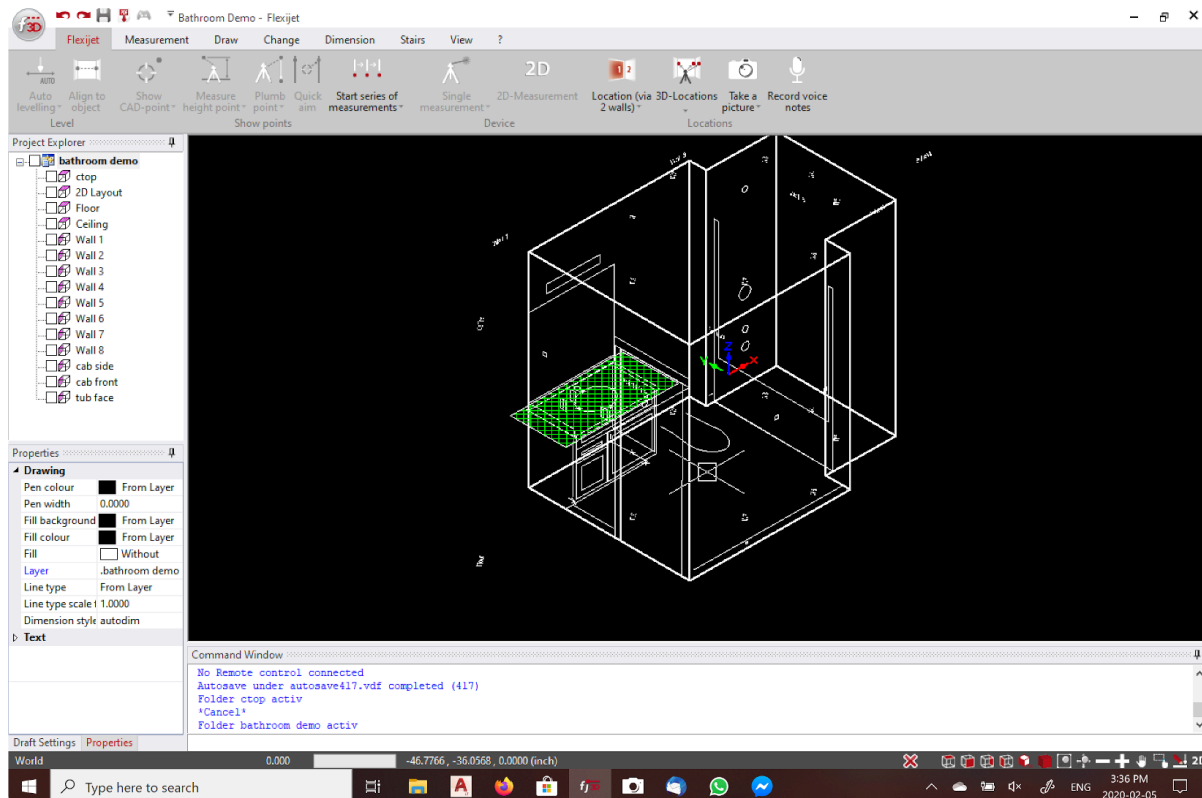 Bathroom Demo - Flexijet
f3D
Flexijet Measurement Draw Change Dimension Stairs View ?
AUTO
Auto levelling
Align to object
Show CAD-point
Measure height point
Plumb point
Quick aim
Start series of measurements
Single measurement
2D
2D-Measurement
1 2
Location (via 2 walls)
3D-Locations
Take a picture
Record voice notes
Level Show points Device Locations
Project Explorer
bathroom demo
ctop
2D Layout
Floor
Ceiling
Wall 1
Wall 2
Wall 3
Wall 4
Wall 5
Wall 6
Wall 7
Wall 8
cab side
cab front
tub face
Z
Y X
Properties
Drawing
Pen colour From Layer
Pen width 0.0000
Fill background From Layer
Fill colour From Layer
Fill Without
Layer .bathroom demo
Line type From Layer
Line type scale f 1.0000
Dimension style autodim
Text
Command Window
No Remote control connected
Autosave under autosave417.vdf completed (417)
Folder ctop activ
*Cancel*
Folder bathroom demo activ
Draft Settings Properties
World 0.000 -46.7766 , -36.0568 , 0.0000 (inch) 2D
Type here to search
ENG
3:36 PM
2020-02-05